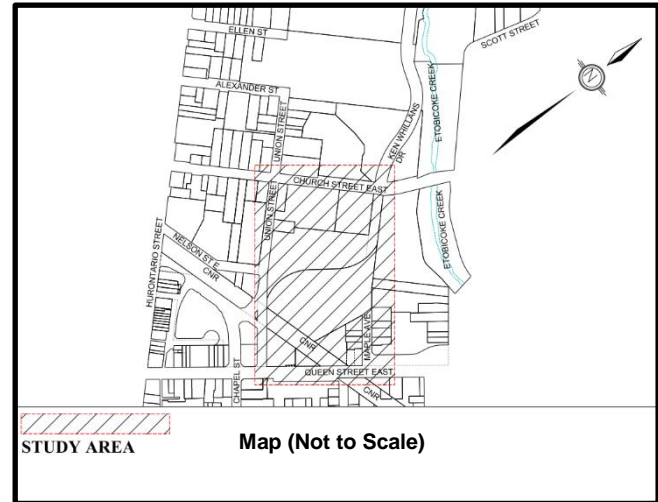 ELLEN ST
SCOTT STREET
N
ALEXANDER ST
UNION STREET
KEN WHILLANS
DR
ETOBICOKE CREEK
CHURCH STREET EAST
UNION STREET
ETOBICOKE CREEK
HURONTARIO STREET
NELSON ST E
CNR
CNR
MAPLE AVE
CHAPEL ST
QUEEN STREET EAST
CNR
STUDY AREA
Map (Not to Scale)